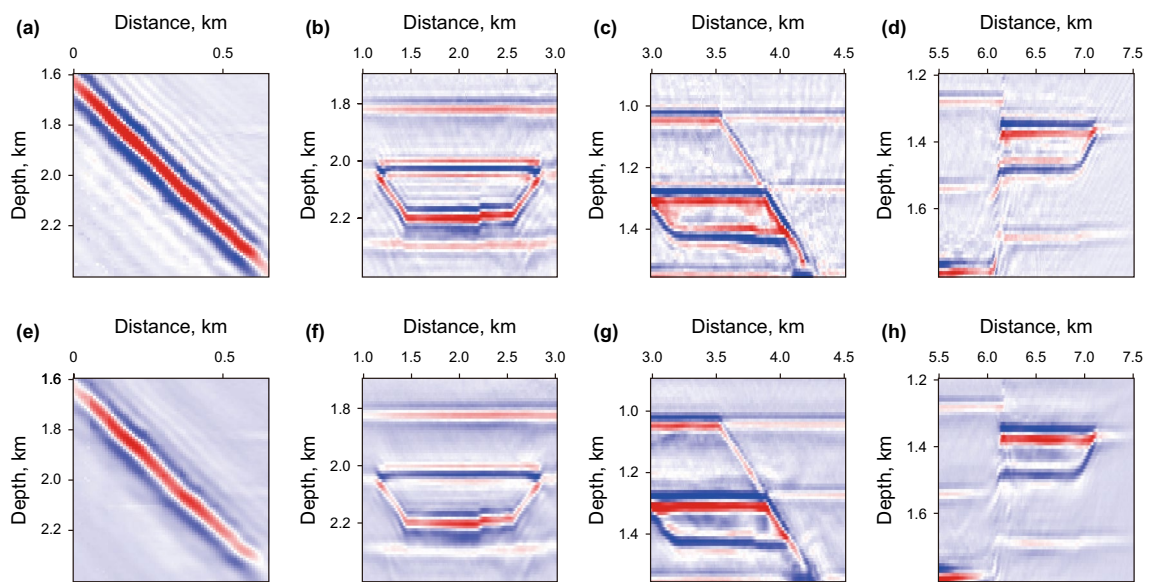 (a) Distance, km (b) Distance, km (c) Distance, km (d) Distance, km
0 0.5 1.0 1.5 2.0 2.5 3.0 3.0 3.5 4.0 4.5 5.5 6.0 6.5 7.0 7.5
Depth, km 1.6 1.8 2.0 2.2
Depth, km 1.8 2.0 2.2
Depth, km 1.0 1.2 1.4
Depth, km 1.2 1.4 1.6
(e) Distance, km (f) Distance, km (g) Distance, km (h) Distance, km
0 0.5 1.0 1.5 2.0 2.5 3.0 3.0 3.5 4.0 4.5 5.5 6.0 6.5 7.0 7.5
Depth, km 1.6 1.8 2.0 2.2
Depth, km 1.8 2.0 2.2
Depth, km 1.0 1.2 1.4
Depth, km 1.2 1.4 1.6